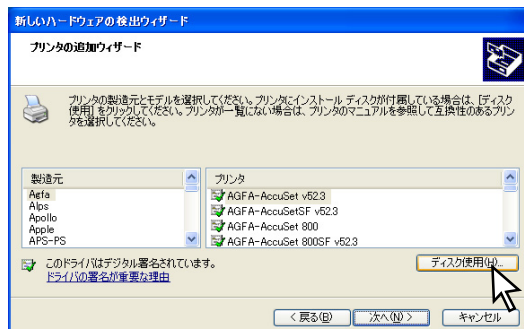 新しいハードウェアの検出ウィザード
プリンタの追加ウィザード
プリンタの製造元とモデルを選択してください。プリンタにインストール ディスクが付属している場合は、[ディスク
使用] をクリックしてください。プリンタが一覧にない場合は、プリンタのマニュアルを参照して互換性のあるプリン
タを選択してください。
製造元
Agfa
Alps
Apollo
Apple
APS-PS
プリンタ
AGFA-AccuSet v52.3
AGFA-AccuSetSF v52.3
AGFA-AccuSet 800
AGFA-AccuSet 800SF v52.3
このドライバはデジタル署名されています。
ドライバの署名が重要な理由
ディスク使用(H)...
< 戻る(B)
次へ(N) >
キャンセル